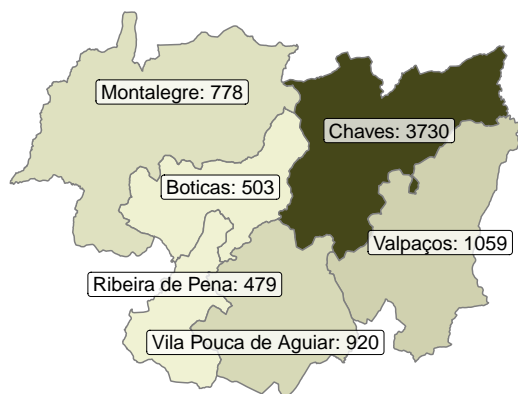 Montalegre: 778
Chaves: 3730
Boticas: 503
Valpaços: 1059
Ribeira de Pena: 479
Vila Pouca de Aguiar: 920